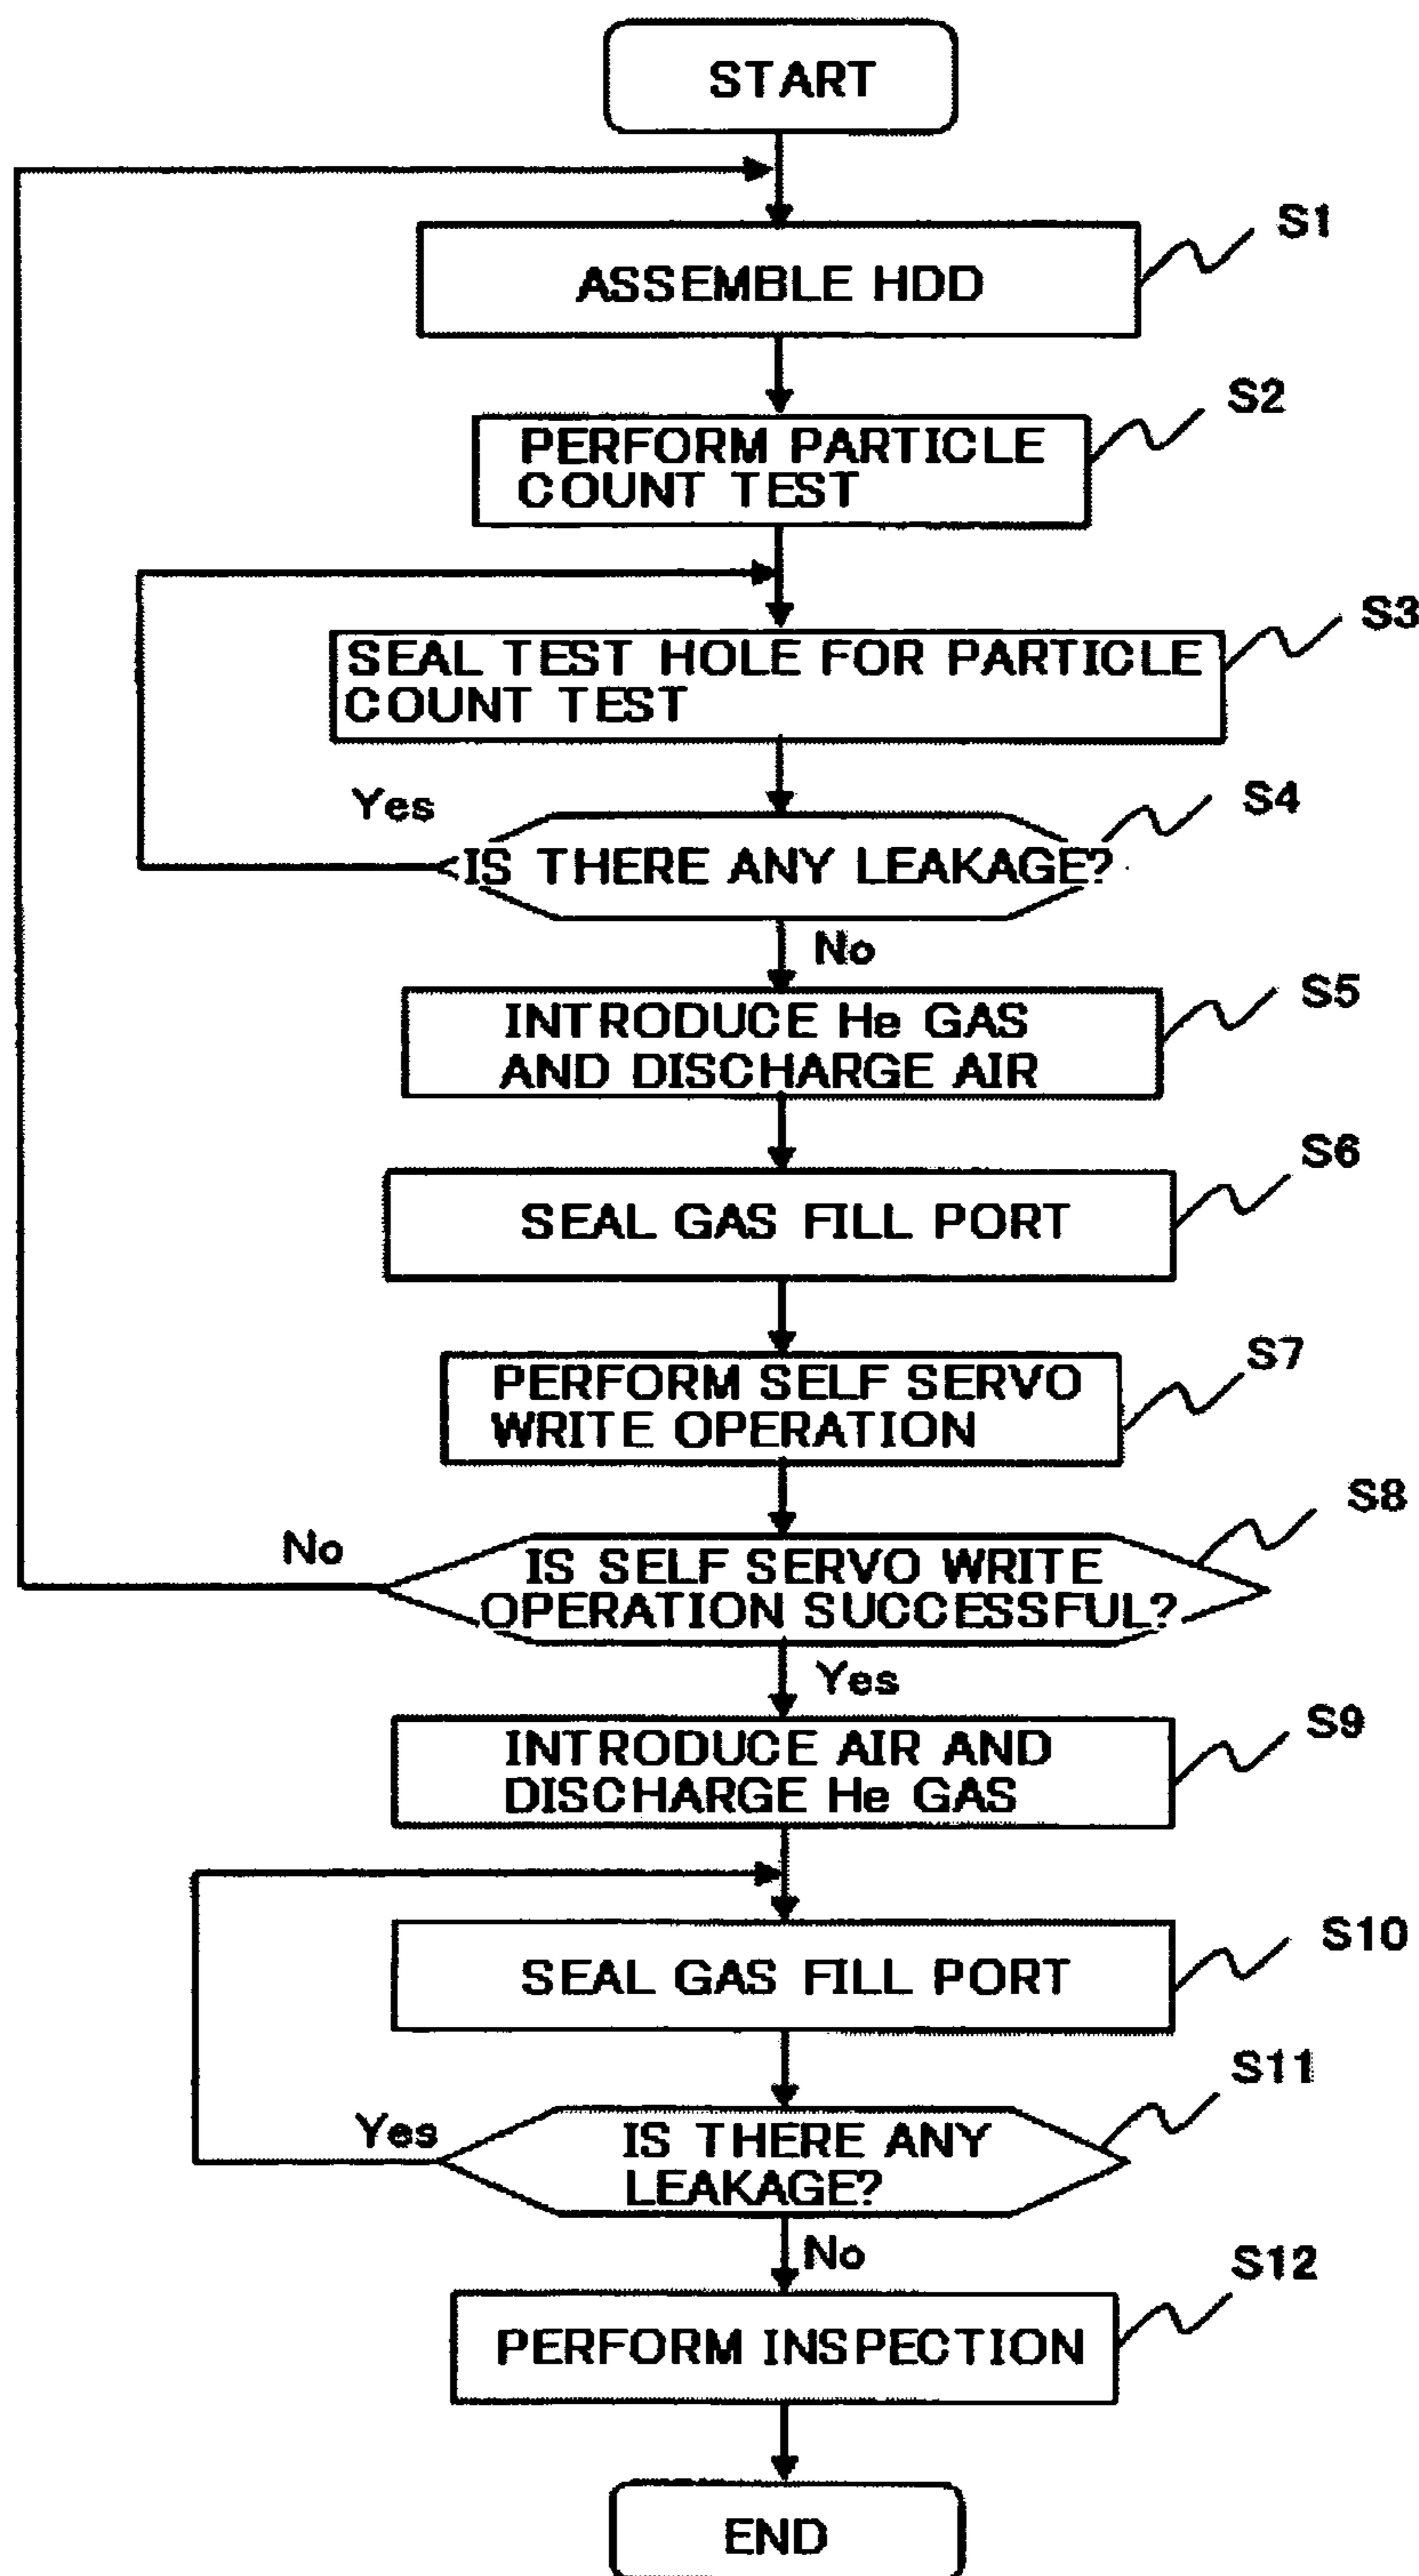 START
S1
ASSEMBLE HDD
S2
PERFORM PARTICLE
COUNT TEST
S3
SEAL TEST HOLE FOR PARTICLE
COUNT TEST
Yes
S4
IS THERE ANY LEAKAGE?
No
S5
INTRODUCE He GAS
AND DISCHARGE AIR
S6
SEAL GAS FILL PORT
S7
PERFORM SELF SERVO
WRITE OPERATION
S8
No
IS SELF SERVO WRITE
OPERATION SUCCESSFUL?
Yes
S9
INTRODUCE AIR AND
DISCHARGE He GAS
S10
SEAL GAS FILL PORT
S11
Yes
IS THERE ANY
LEAKAGE?
No
S12
PERFORM INSPECTION
END